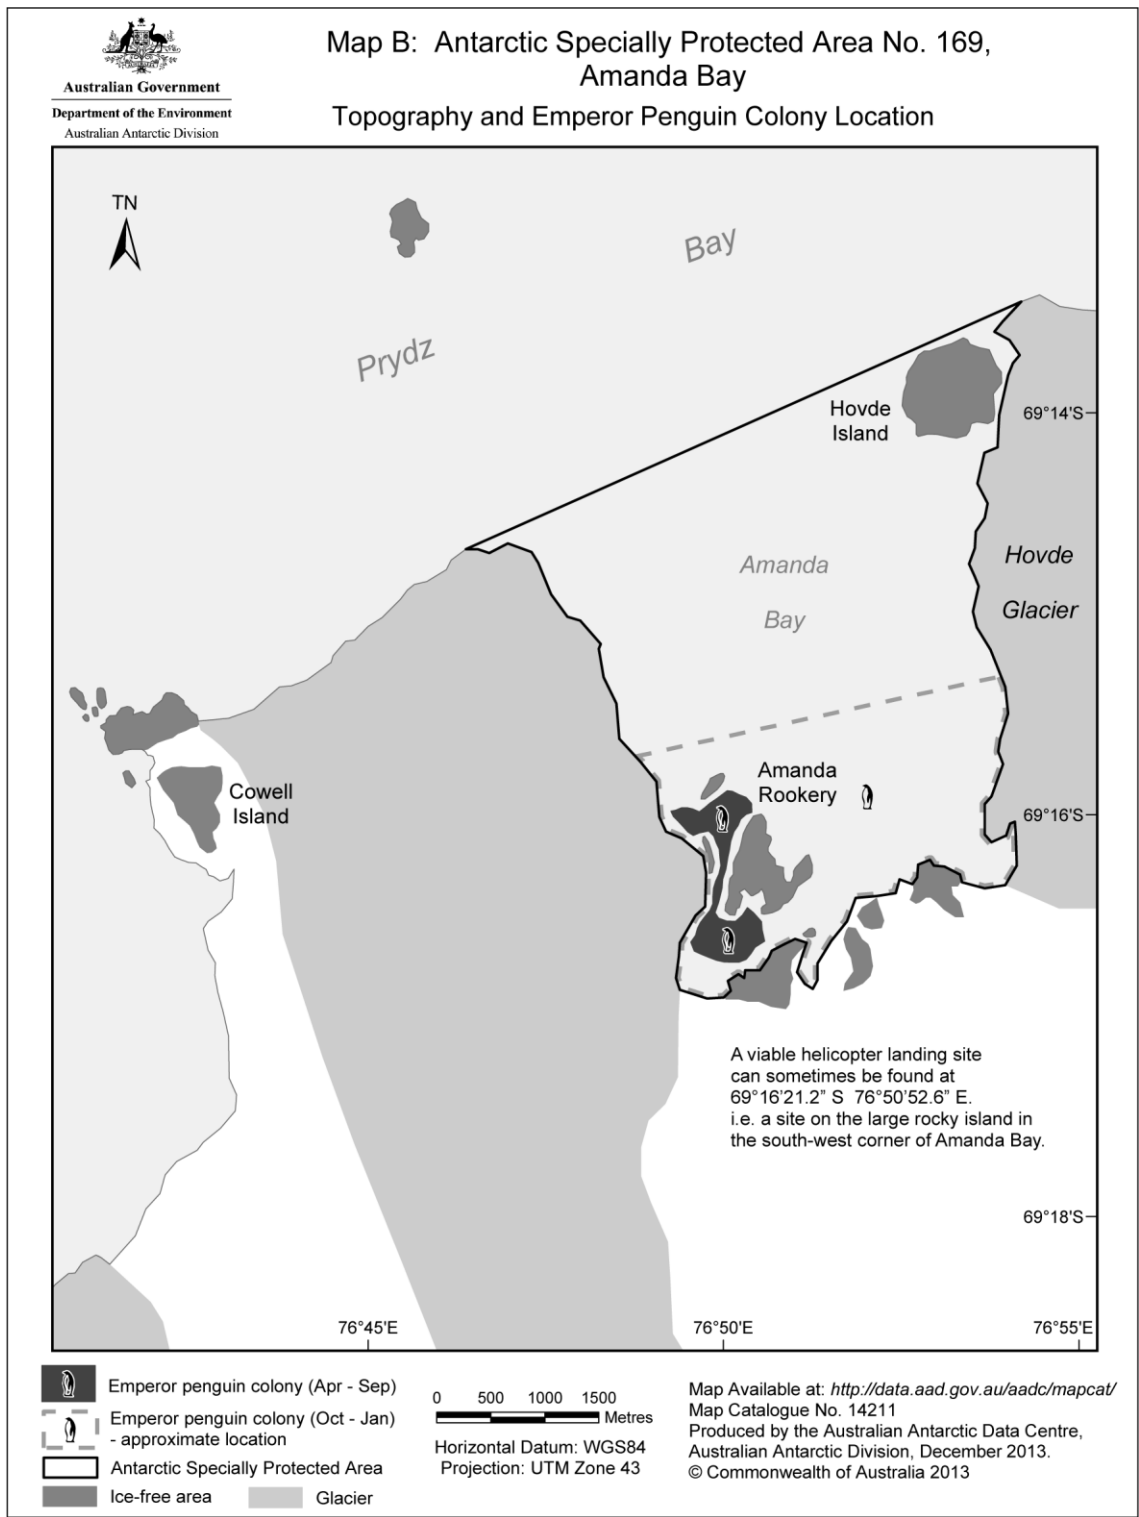 Australian Government
Department of the Environment
Australian Antarctic Division
Map B:  Antarctic Specially Protected Area No. 169,
Amanda Bay
Topography and Emperor Penguin Colony Location
TN
Bay
Prydz
Hovde
Island
69°14'S
Amanda
Bay
Hovde
Glacier
Amanda
Rookery
Cowell
Island
69°16'S
A viable helicopter landing site
can sometimes be found at
69°16’21.2” S  76°50’52.6” E.
i.e. a site on the large rocky island in
the south-west corner of Amanda Bay.
69°18'S
76°45'E
76°50'E
76°55'E
Emperor penguin colony (Apr - Sep)
Emperor penguin colony (Oct - Jan)
- approximate location
Antarctic Specially Protected Area
Ice-free area
Glacier
0 500 1000 1500
Metres
Horizontal Datum: WGS84
Projection: UTM Zone 43
Map Available at: http://data.aad.gov.au/aadc/mapcat/
Map Catalogue No. 14211
Produced by the Australian Antarctic Data Centre,
Australian Antarctic Division, December 2013.
© Commonwealth of Australia 2013